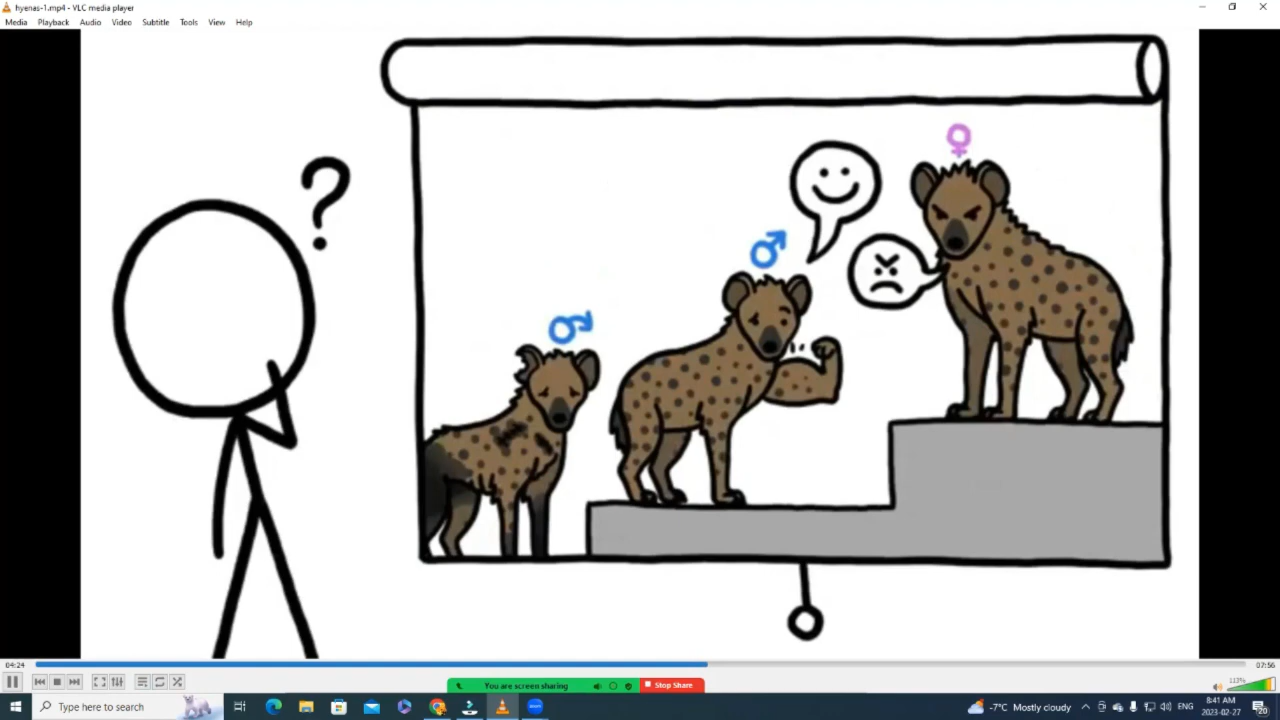 hyenas-1.mp4 - VLC media player
Media Playback Audio Video Subtitle Tools View Help
?
♀
♂
♂
04:24
07:56
113%
You are screen sharing
Stop Share
Type here to search
-7°C Mostly cloudy
ENG
8:41 AM
2023-02-27
20